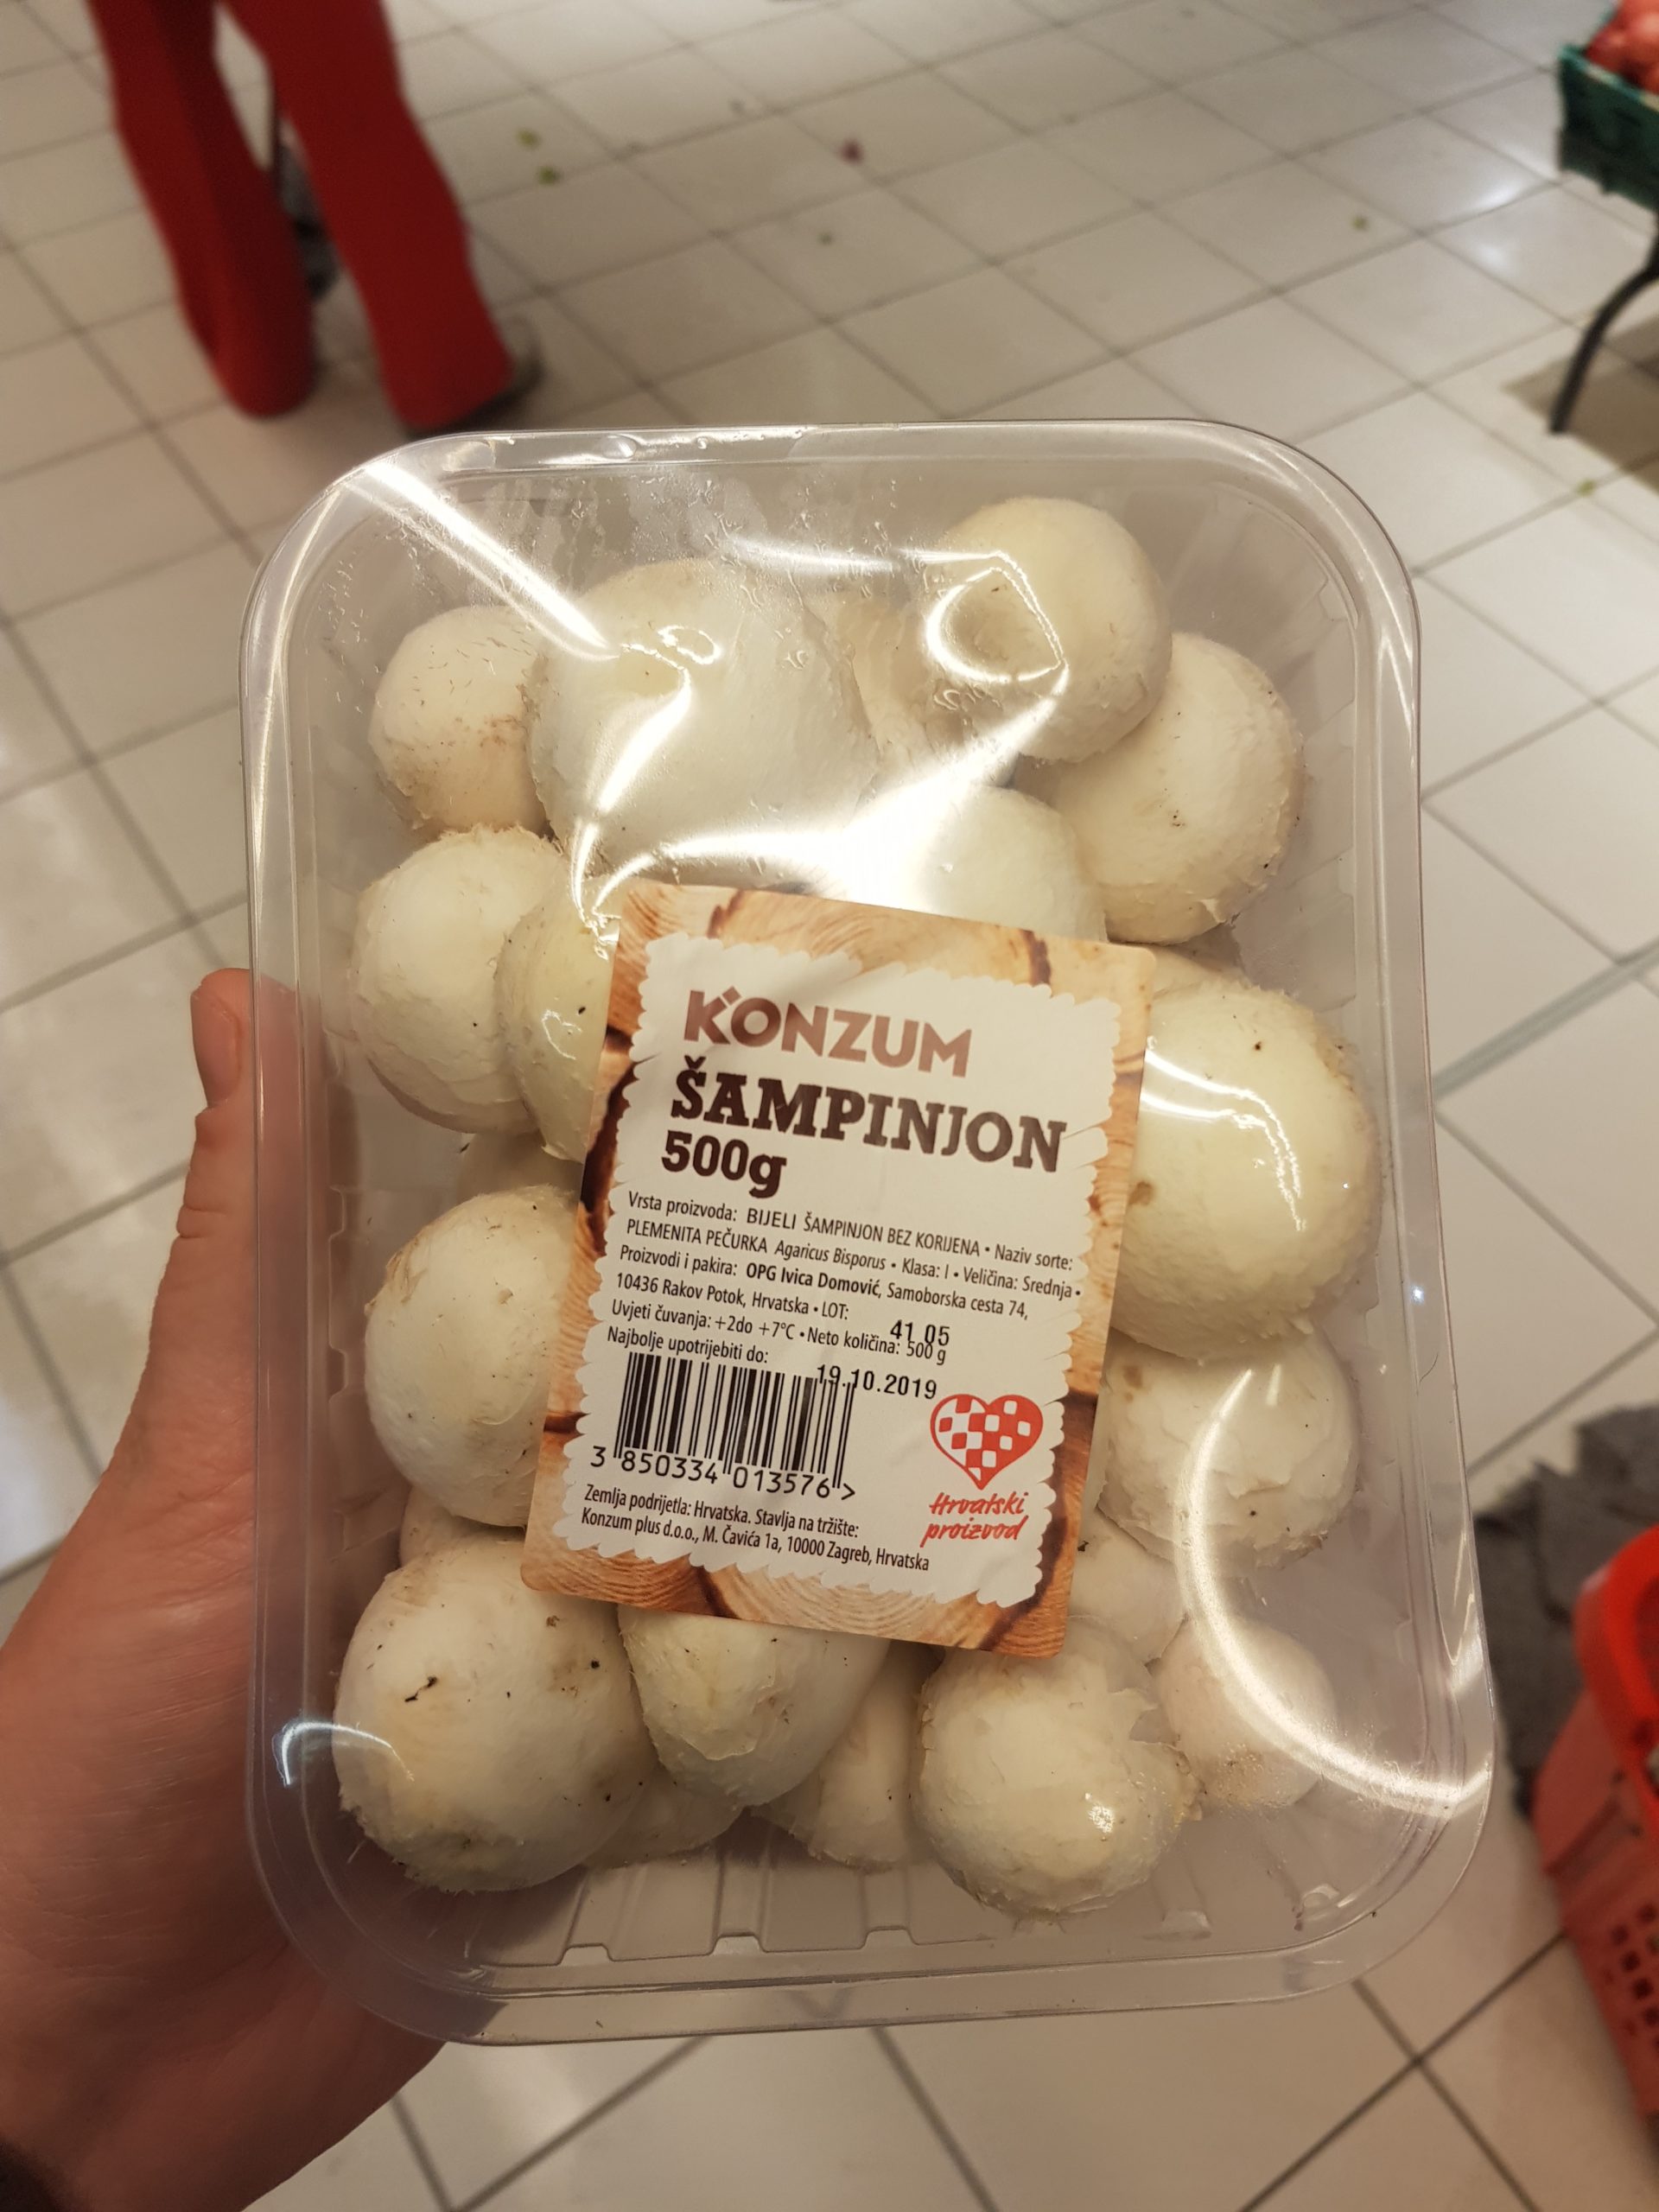 KONZUM
ŠAMPINJON
500g
Vrsta proizvoda: BIJELI ŠAMPINJON BEZ KORIJENA • Naziv sorte:
PLEMENITA PEČURKA Agaricus Bisporus • Klasa: I • Veličina: Srednja •
Proizvodi i pakira: OPG Ivica Domović, Samoborska cesta 74,
10436 Rakov Potok, Hrvatska • LOT: 41 05
Uvjeti čuvanja: +2do +7°C • Neto količina: 500 g
Najbolje upotrijebiti do: 19.10.2019
3 850334 013576 >
Hrvatski
proizvod
Zemlja podrijetla: Hrvatska. Stavlja na tržište:
Konzum plus d.o.o., M. Čavića 1a, 10000 Zagreb, Hrvatska